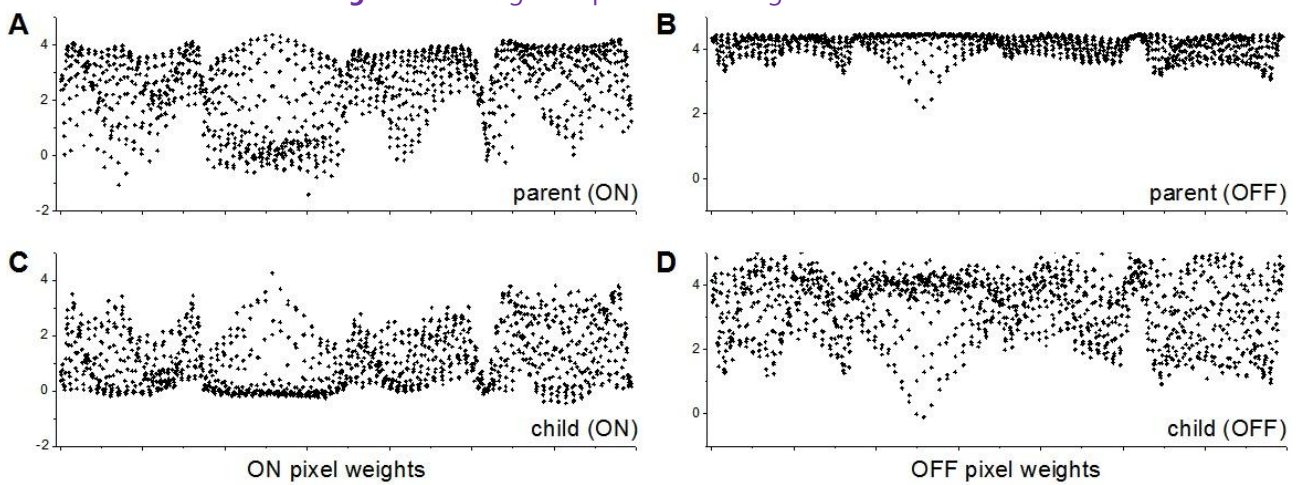 A
B
4
2
0
-2
parent (ON)
4
2
0
parent (OFF)
C
D
4
2
0
-2
child (ON)
4
2
0
child (OFF)
ON pixel weights
OFF pixel weights